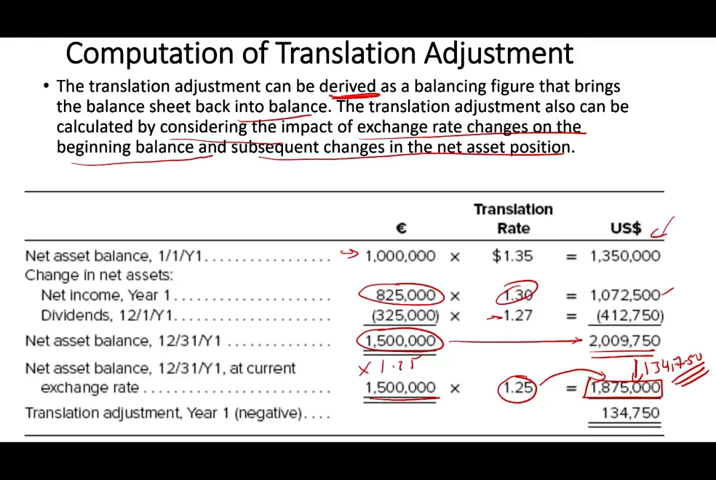 Computation of Translation Adjustment
• The translation adjustment can be derived as a balancing figure that brings
the balance sheet back into balance. The translation adjustment also can be
calculated by considering the impact of exchange rate changes on the
beginning balance and subsequent changes in the net asset position.
Translation
€ Rate US$
Net asset balance, 1/1/Y1 . . . . . . . . . . . . . . . . . . 1,000,000 × $1.35 = 1,350,000
Change in net assets:
Net income, Year 1 . . . . . . . . . . . . . . . . . . . . . . 825,000 × 1.30 = 1,072,500
Dividends, 12/1/Y1 . . . . . . . . . . . . . . . . . . . . . . (325,000) × 1.27 = (412,750)
Net asset balance, 12/31/Y1 . . . . . . . . . . . . . . . . 1,500,000 2,009,750
× 1.25
Net asset balance, 12/31/Y1, at current
134,750
exchange rate . . . . . . . . . . . . . . . . . . . . . . . . . . 1,500,000 × 1.25 = 1,875,000
Translation adjustment, Year 1 (negative) . . . . 134,750